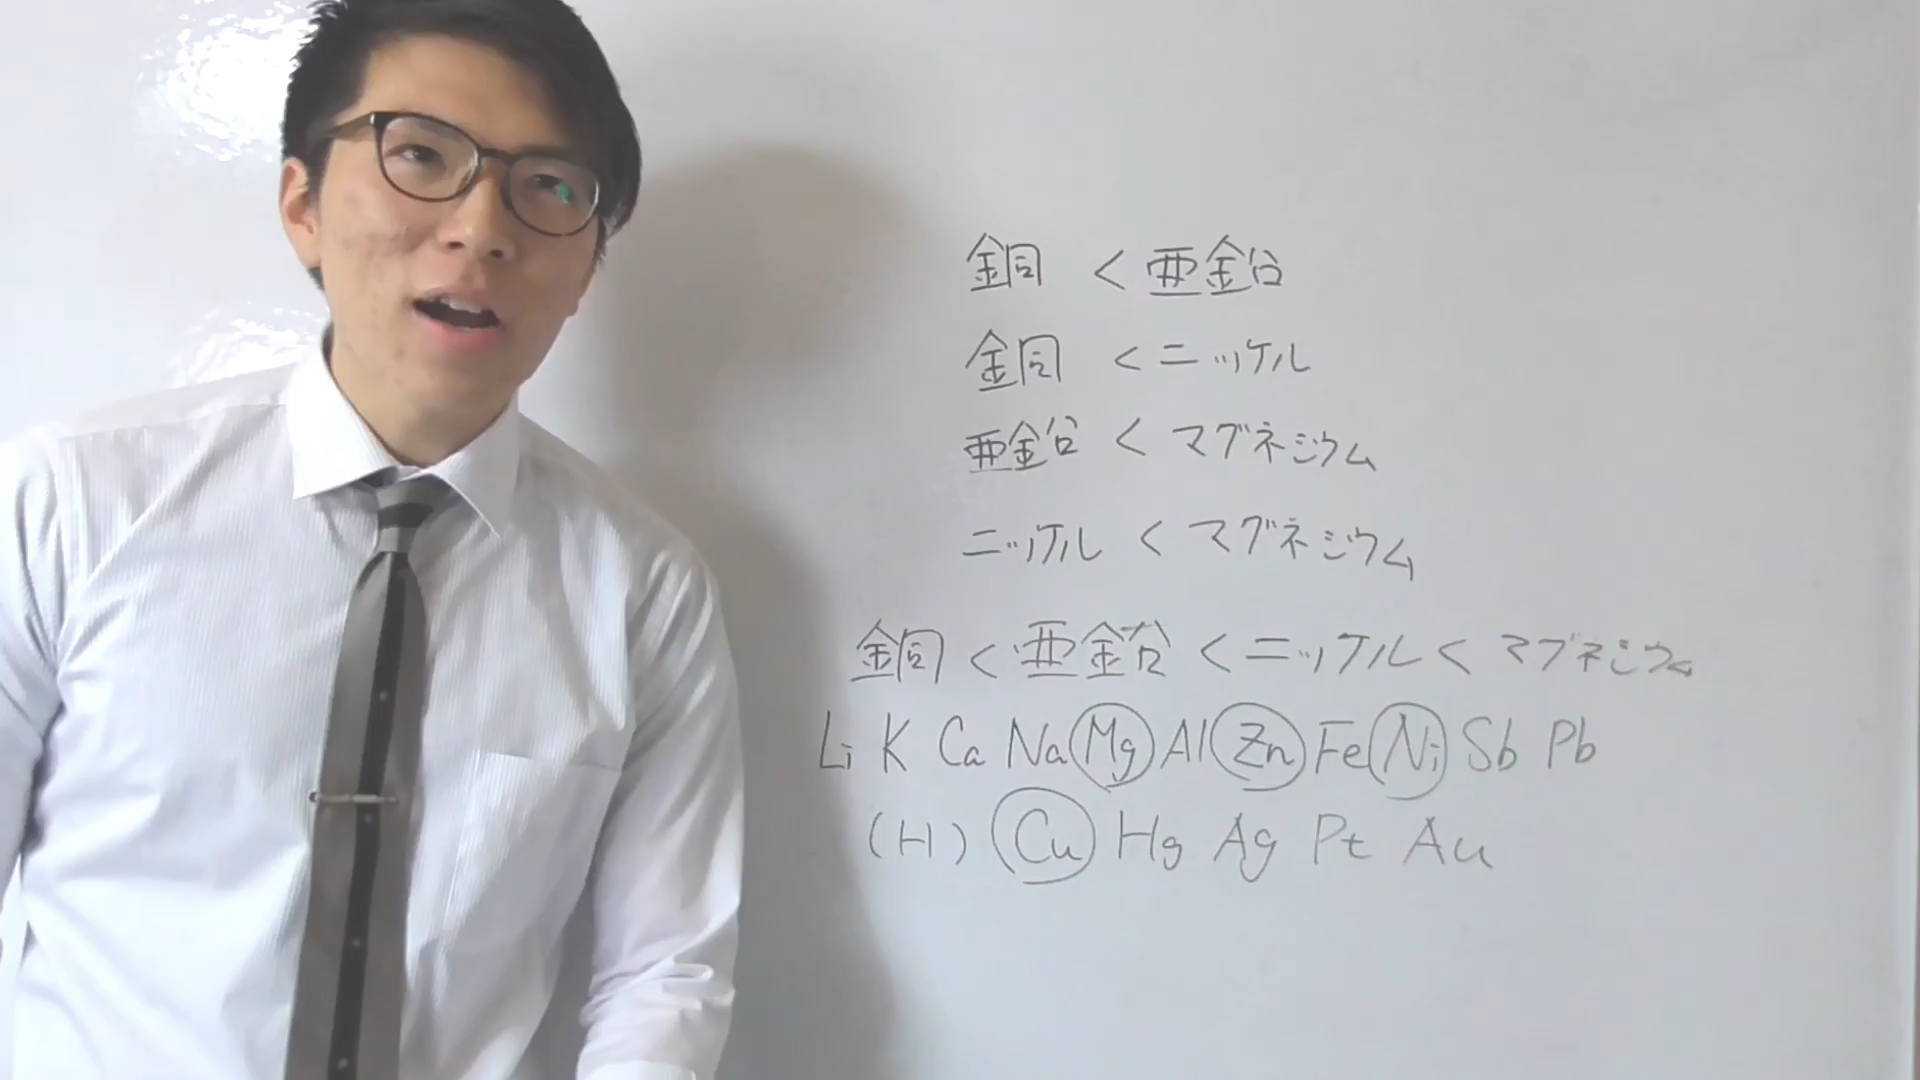 銅 < 亜鉛
銅 < ニッケル
亜鉛 < マグネシウム
ニッケル < マグネシウム
銅 < 亜鉛 < ニッケル < マグネシウム
Li K Ca Na Mg Al Zn Fe Ni Sb Pb
(H) Cu Hg Ag Pt Au